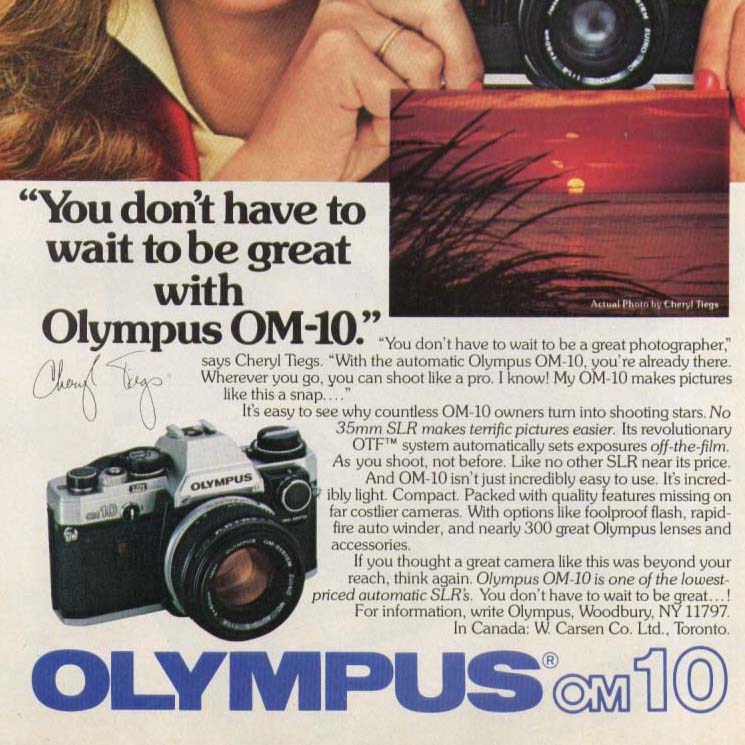 “You don't have to
wait to be great
with
Olympus OM-10.”
Actual Photo by Cheryl Tiegs
Cheryl Tiegs
“You don't have to wait to be a great photographer,”
says Cheryl Tiegs. “With the automatic Olympus OM-10, you're already there.
Wherever you go, you can shoot like a pro. I know! My OM-10 makes pictures
like this a snap....”
It's easy to see why countless OM-10 owners turn into shooting stars. No
35mm SLR makes terrific pictures easier. Its revolutionary
OTF™ system automatically sets exposures off-the-film.
As you shoot, not before. Like no other SLR near its price.
And OM-10 isn't just incredibly easy to use. It's incred-
ibly light. Compact. Packed with quality features missing on
far costlier cameras. With options like foolproof flash, rapid-
fire auto winder, and nearly 300 great Olympus lenses and
accessories.
If you thought a great camera like this was beyond your
reach, think again. Olympus OM-10 is one of the lowest-
priced automatic SLR's. You don't have to wait to be great...!
For information, write Olympus, Woodbury, NY 11797.
In Canada: W. Carsen Co. Ltd., Toronto.
OLYMPUS
OM10
OLYMPUS® OM10